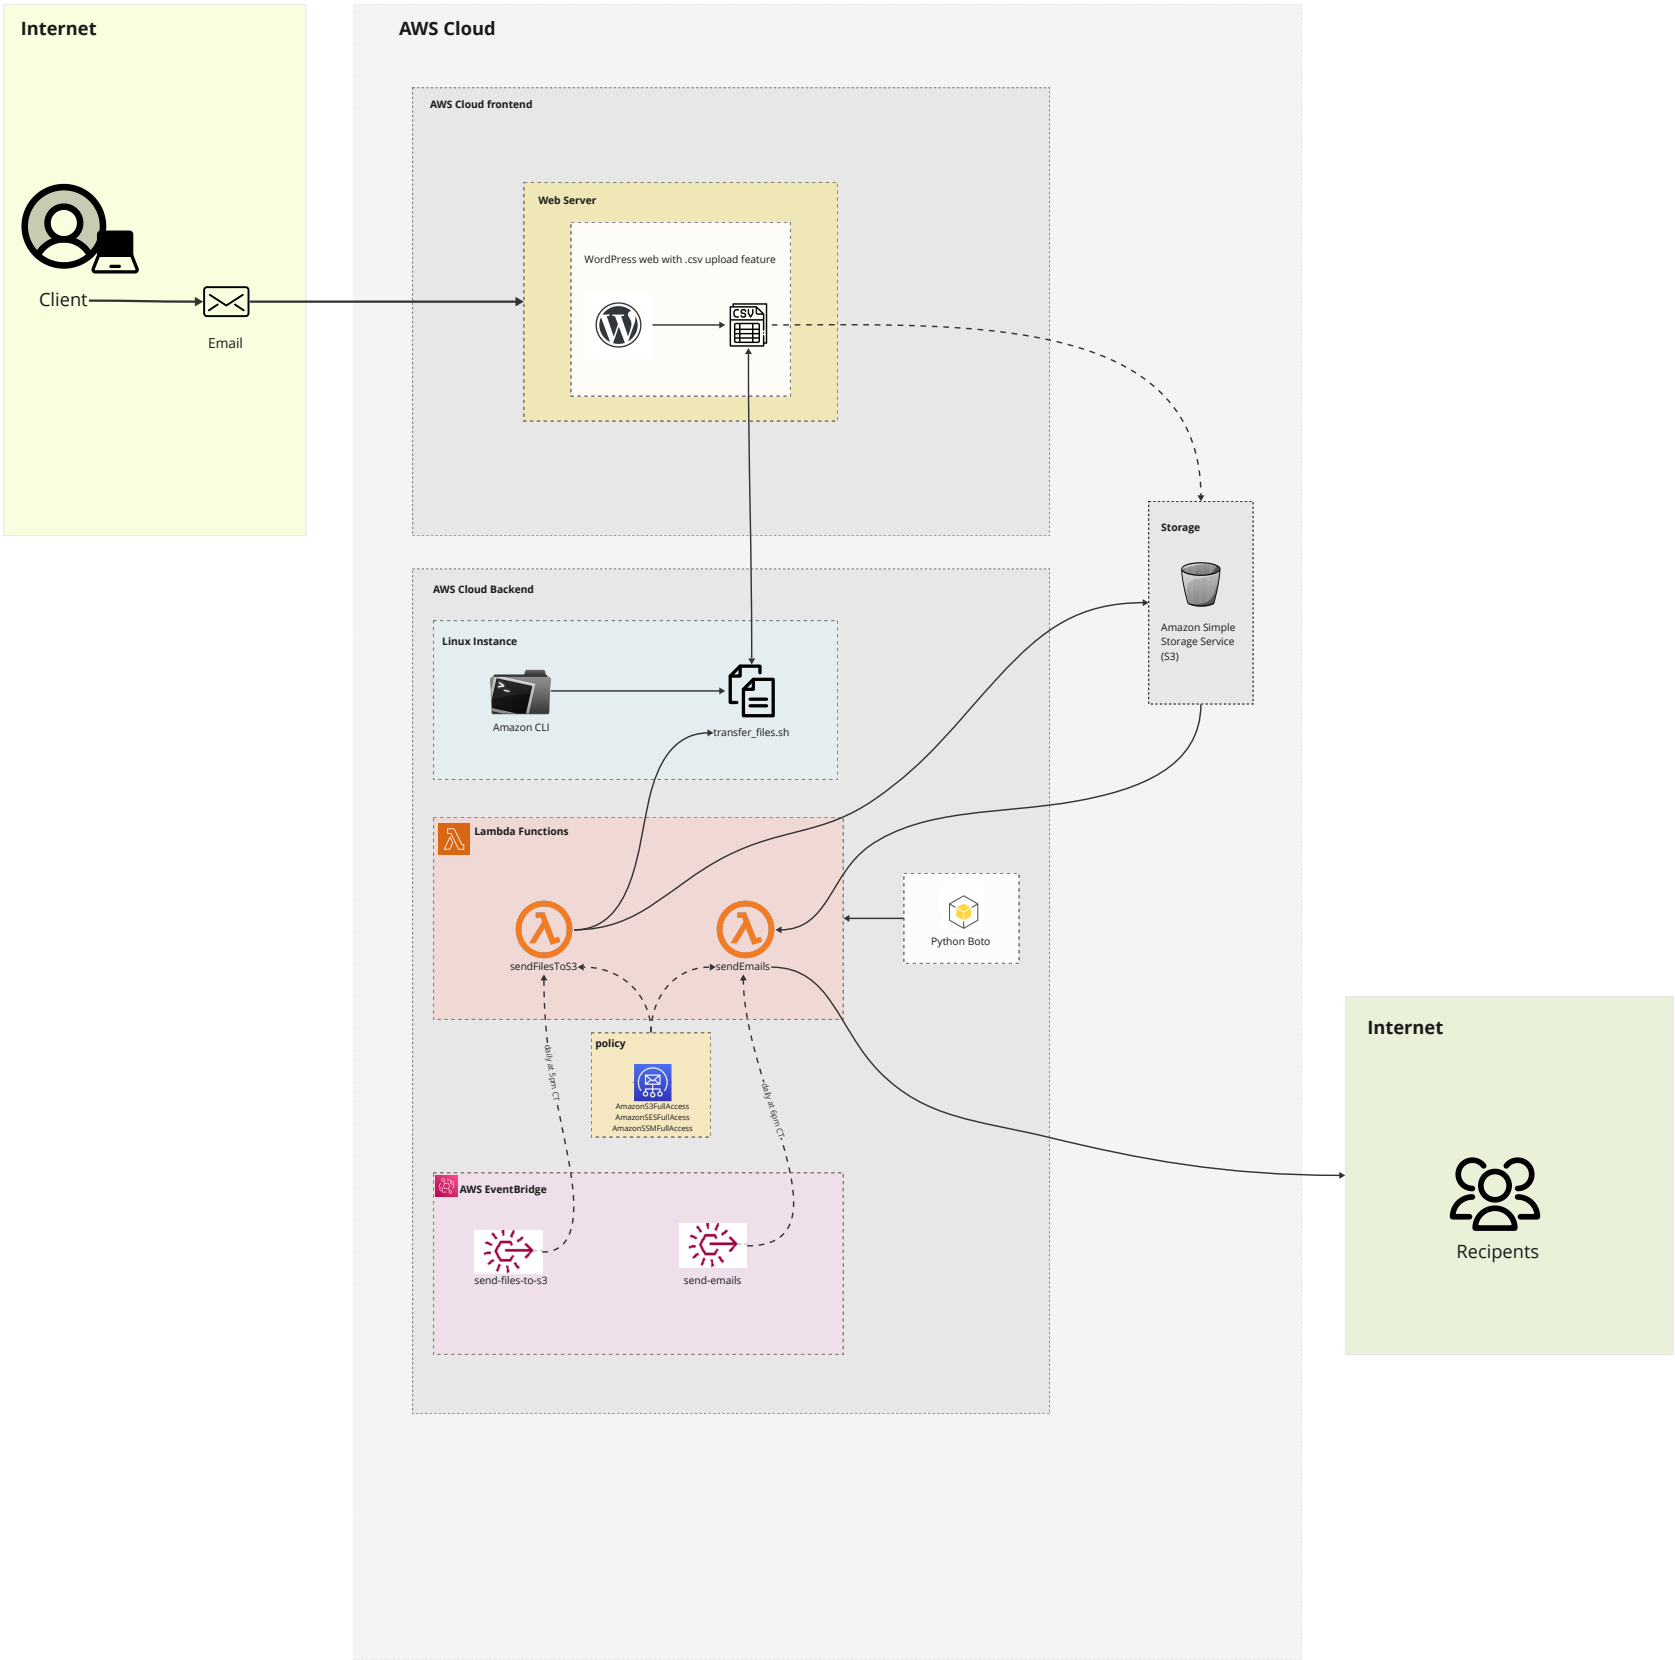 Internet
AWS Cloud
AWS Cloud frontend
Web Server
WordPress web with .csv upload feature
CSV
Client
Email
Storage
Amazon Simple
Storage Service
(S3)
AWS Cloud Backend
Linux Instance
Amazon CLI
transfer_files.sh
Lambda Functions
sendFilesToS3
sendEmails
Python Boto
policy
AmazonS3FullAccess
AmazonSESFullAcess
AmazonSSMFullAccess
daily at 5pm CT
daily at 6pm CT
AWS EventBridge
send-files-to-s3
send-emails
Internet
Recipents